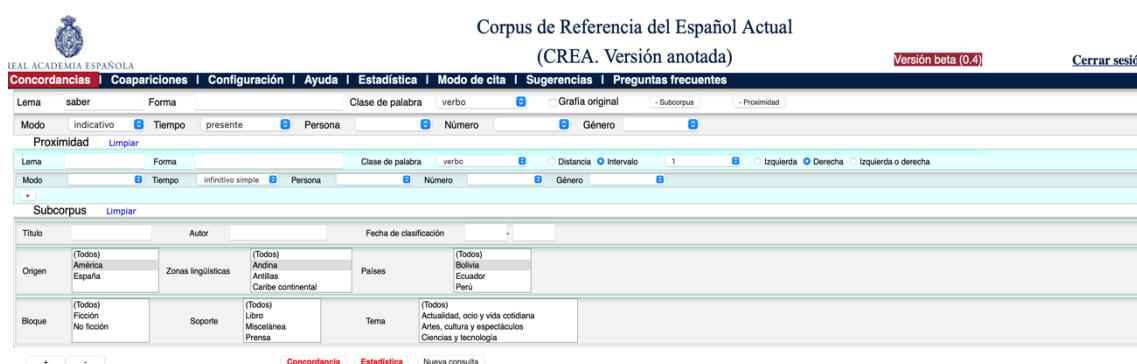 Corpus de Referencia del Español Actual
(CREA. Versión anotada)
REAL ACADEMIA ESPAÑOLA
Versión beta (0.4) Cerrar sesió
Concordancias | Coapariciones | Configuración | Ayuda | Estadística | Modo de cita | Sugerencias | Preguntas frecuentes
Lema saber Forma Clase de palabra verbo Grafía original - Subcorpus - Proximidad
Modo indicativo Tiempo presente Persona Número Género
Proximidad Limpiar
Lema Forma Clase de palabra verbo Distancia Intervalo 1 Izquierda Derecha Izquierda o derecha
Modo Tiempo infinitivo simple Persona Número Género
+
Subcorpus Limpiar
Título Autor Fecha de clasificación -
(Todos) (Todos) (Todos)
Origen América Zonas lingüísticas Andina Países Bolivia
España Antillas Ecuador
Caribe continental Perú
(Todos) (Todos) (Todos)
Bloque Ficción Soporte Libro Tema Actualidad, ocio y vida cotidiana
No ficción Miscelánea Artes, cultura y espectáculos
Prensa Ciencias y tecnología
+ - Concordancia Estadística Nueva consulta